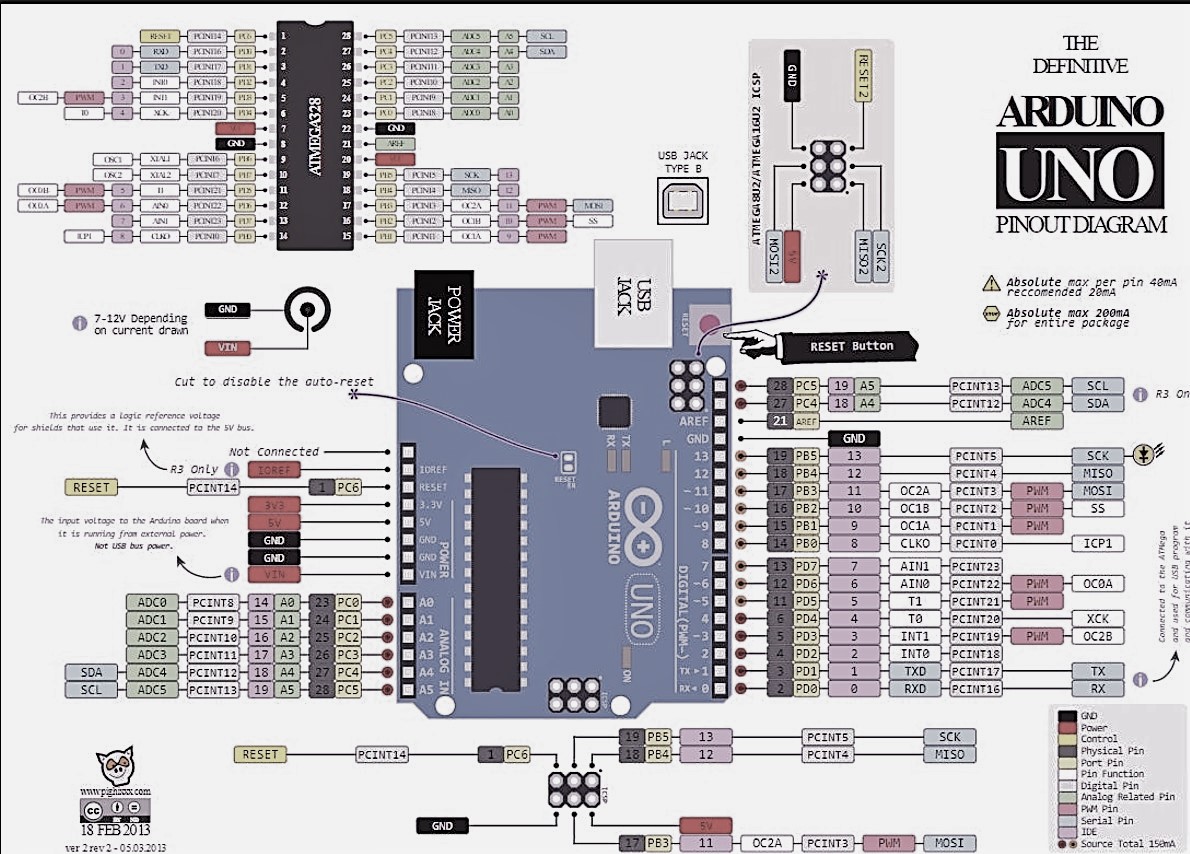 THE
DEFINITIVE
ARDUINO
UNO
PINOUT DIAGRAM
RESET PCINT14 PC6 1 28 PC5 PCINT13 ADC5 A5 SCL
0 RXD PCINT16 PD0 2 27 PC4 PCINT12 ADC4 A4 SDA
1 TXD PCINT17 PD1 3 26 PC3 PCINT11 ADC3 A3
2 INT0 PCINT18 PD2 4 25 PC2 PCINT10 ADC2 A2
OC2B PWM 3 INT1 PCINT19 PD3 5 24 PC1 ADC1 A1
T0 4 XCK PCINT20 PD4 6 23 PC0 ADC0 A0
7 22 GND
GND 8 21 AREF
OSC1 XTAL1 PCINT6 PB6 9 20
OSC2 XTAL2 PCINT7 PB7 10 19 PB5 PCINT5 SCK 13
OC0B PWM 5 T1 PCINT21 PD5 11 18 PB4 PCINT4 MISO 12
OC0A PWM 6 AIN0 PCINT22 PD6 12 17 PB3 PCINT3 OC2A 11 PWM MOSI
7 AIN1 PCINT23 PD7 13 16 PB2 PCINT2 OC1B 10 PWM SS
ICP1 8 CLKO PCINT0 PB0 14 15 PB1 PCINT1 OC1A 9 PWM
ATMEGA328
USB JACK
TYPE B
ATMEGA8U2/ATMEGA16U2 ICSP
GND
RESET2
MOSI2
5V
MISO2
SCK2
Absolute max per pin 40mA
reccomended 20mA
Absolute max 200mA
for entire package
7-12V Depending
on current drawn
GND
VIN
POWER
JACK
USB
JACK
RESET
RESET Button
Cut to disable the auto-reset
This provides a logic reference voltage
for shields that use it. It is connected to the 5V bus.
Not Connected
R3 Only IOREF
RESET PCINT14 1 PC6
3V3
5V
GND
GND
VIN
The input voltage to the Arduino board when
it is running from external power.
Not USB bus power.
IOREF
RESET
3.3V
5V
GND
GND
VIN
POWER
A0
A1
A2
A3
A4
A5
ANALOG IN
ADC0 PCINT8 14 A0 23 PC0
ADC1 PCINT9 15 A1 24 PC1
ADC2 PCINT10 16 A2 25 PC2
ADC3 PCINT11 17 A3 26 PC3
SDA ADC4 PCINT12 18 A4 27 PC4
SCL ADC5 PCINT13 19 A5 28 PC5
RX
TX
L
RESET
EN
ARDUINO
UNO
ON
ICSP
DIGITAL(PWM~)
AREF
GND
13
12
~11
~10
~9
8
7
~6
~5
4
~3
2
TX ▸ 1
RX ◂ 0
28 PC5 19 A5 PCINT13 ADC5 SCL
27 PC4 18 A4 PCINT12 ADC4 SDA
R3 On
21 AREF AREF
GND
19 PB5 13 PCINT5 SCK
18 PB4 12 PCINT4 MISO
17 PB3 11 OC2A PCINT3 PWM MOSI
16 PB2 10 OC1B PCINT2 PWM SS
15 PB1 9 OC1A PCINT1 PWM
14 PB0 8 CLKO PCINT0 ICP1
13 PD7 7 AIN1 PCINT23
12 PD6 6 AIN0 PCINT22 PWM OC0A
11 PD5 5 T1 PCINT21 PWM
6 PD4 4 T0 PCINT20 XCK
5 PD3 3 INT1 PCINT19 PWM OC2B
4 PD2 2 INT0 PCINT18
3 PD1 1 TXD PCINT17 TX
2 PD0 0 RXD PCINT16 RX
Connected to the ATMega
and used for USB program
and communicating with it
RESET PCINT14 1 PC6
19 PB5 13 PCINT5 SCK
18 PB4 12 PCINT4 MISO
ICSP
GND
5V
17 PB3 11 OC2A PCINT3 PWM MOSI
GND
Power
Control
Physical Pin
Port Pin
Pin Function
Digital Pin
Analog Related Pin
PWM Pin
Serial Pin
IDE
Source Total 150mA
www.pighixxx.com
cc
18 FEB 2013
ver 2 rev 2 - 05.03.2013